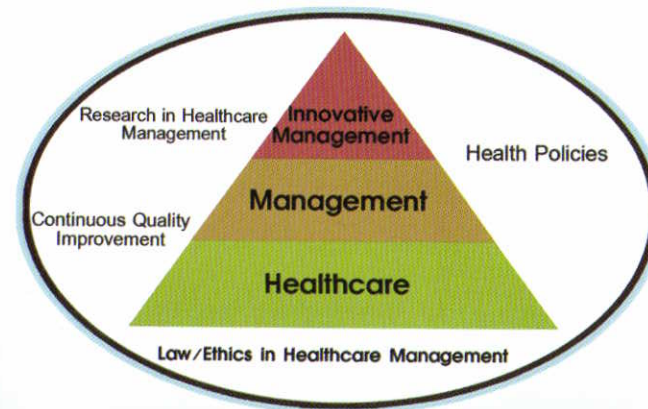 Research in Healthcare
Management
Innovative
Management
Health Policies
Management
Continuous Quality
Improvement
Healthcare
Law/Ethics in Healthcare Management